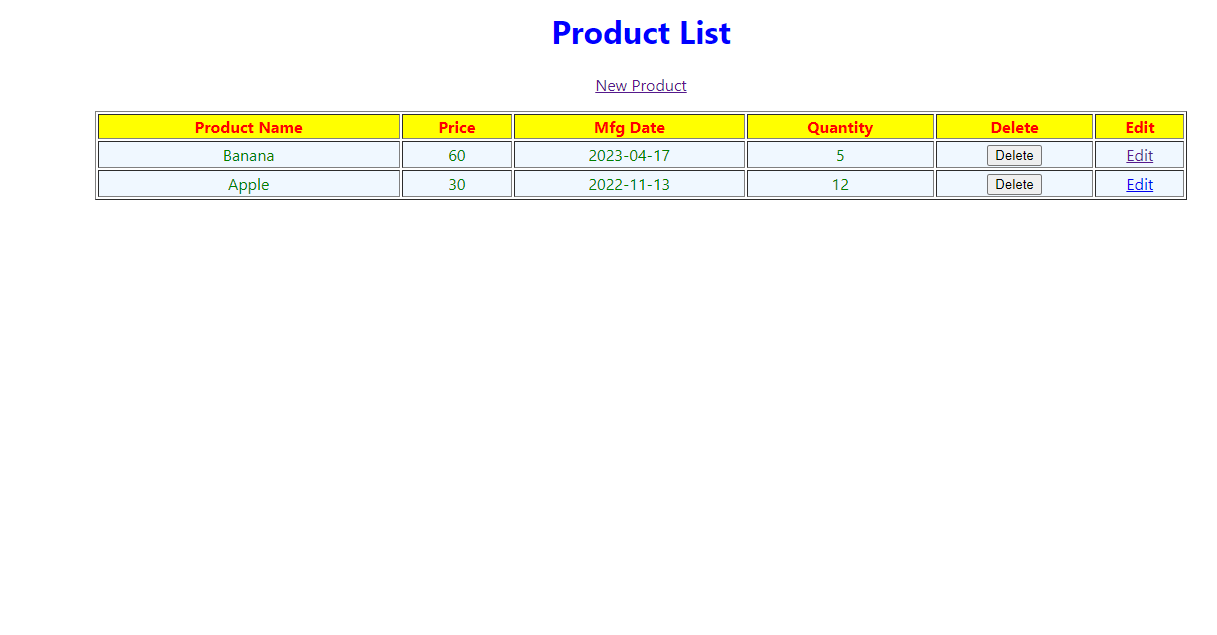 Product List
New Product
Product Name Price Mfg Date Quantity Delete Edit
Banana 60 2023-04-17 5 Delete Edit
Apple 30 2022-11-13 12 Delete Edit